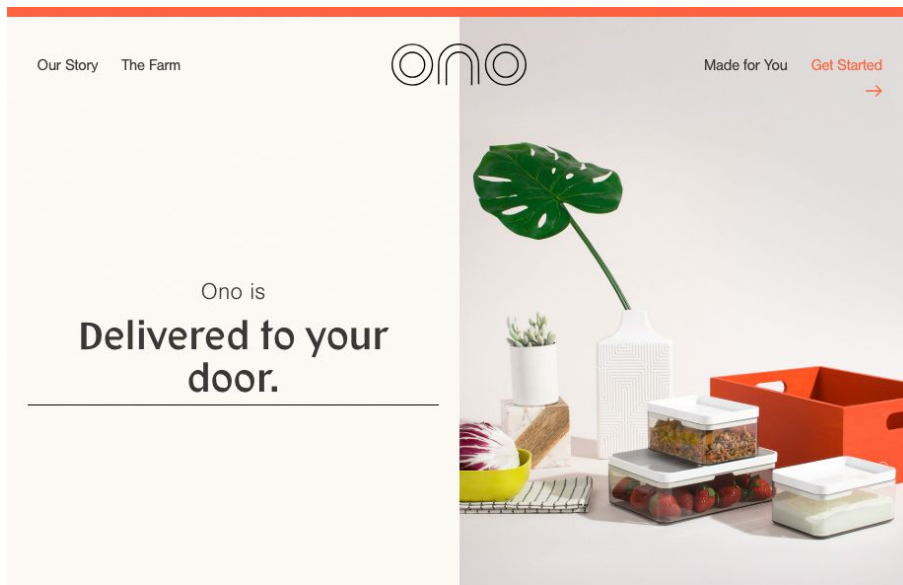 Our Story
The Farm
ono
Made for You
Get Started
Ono is
Delivered to your
door.